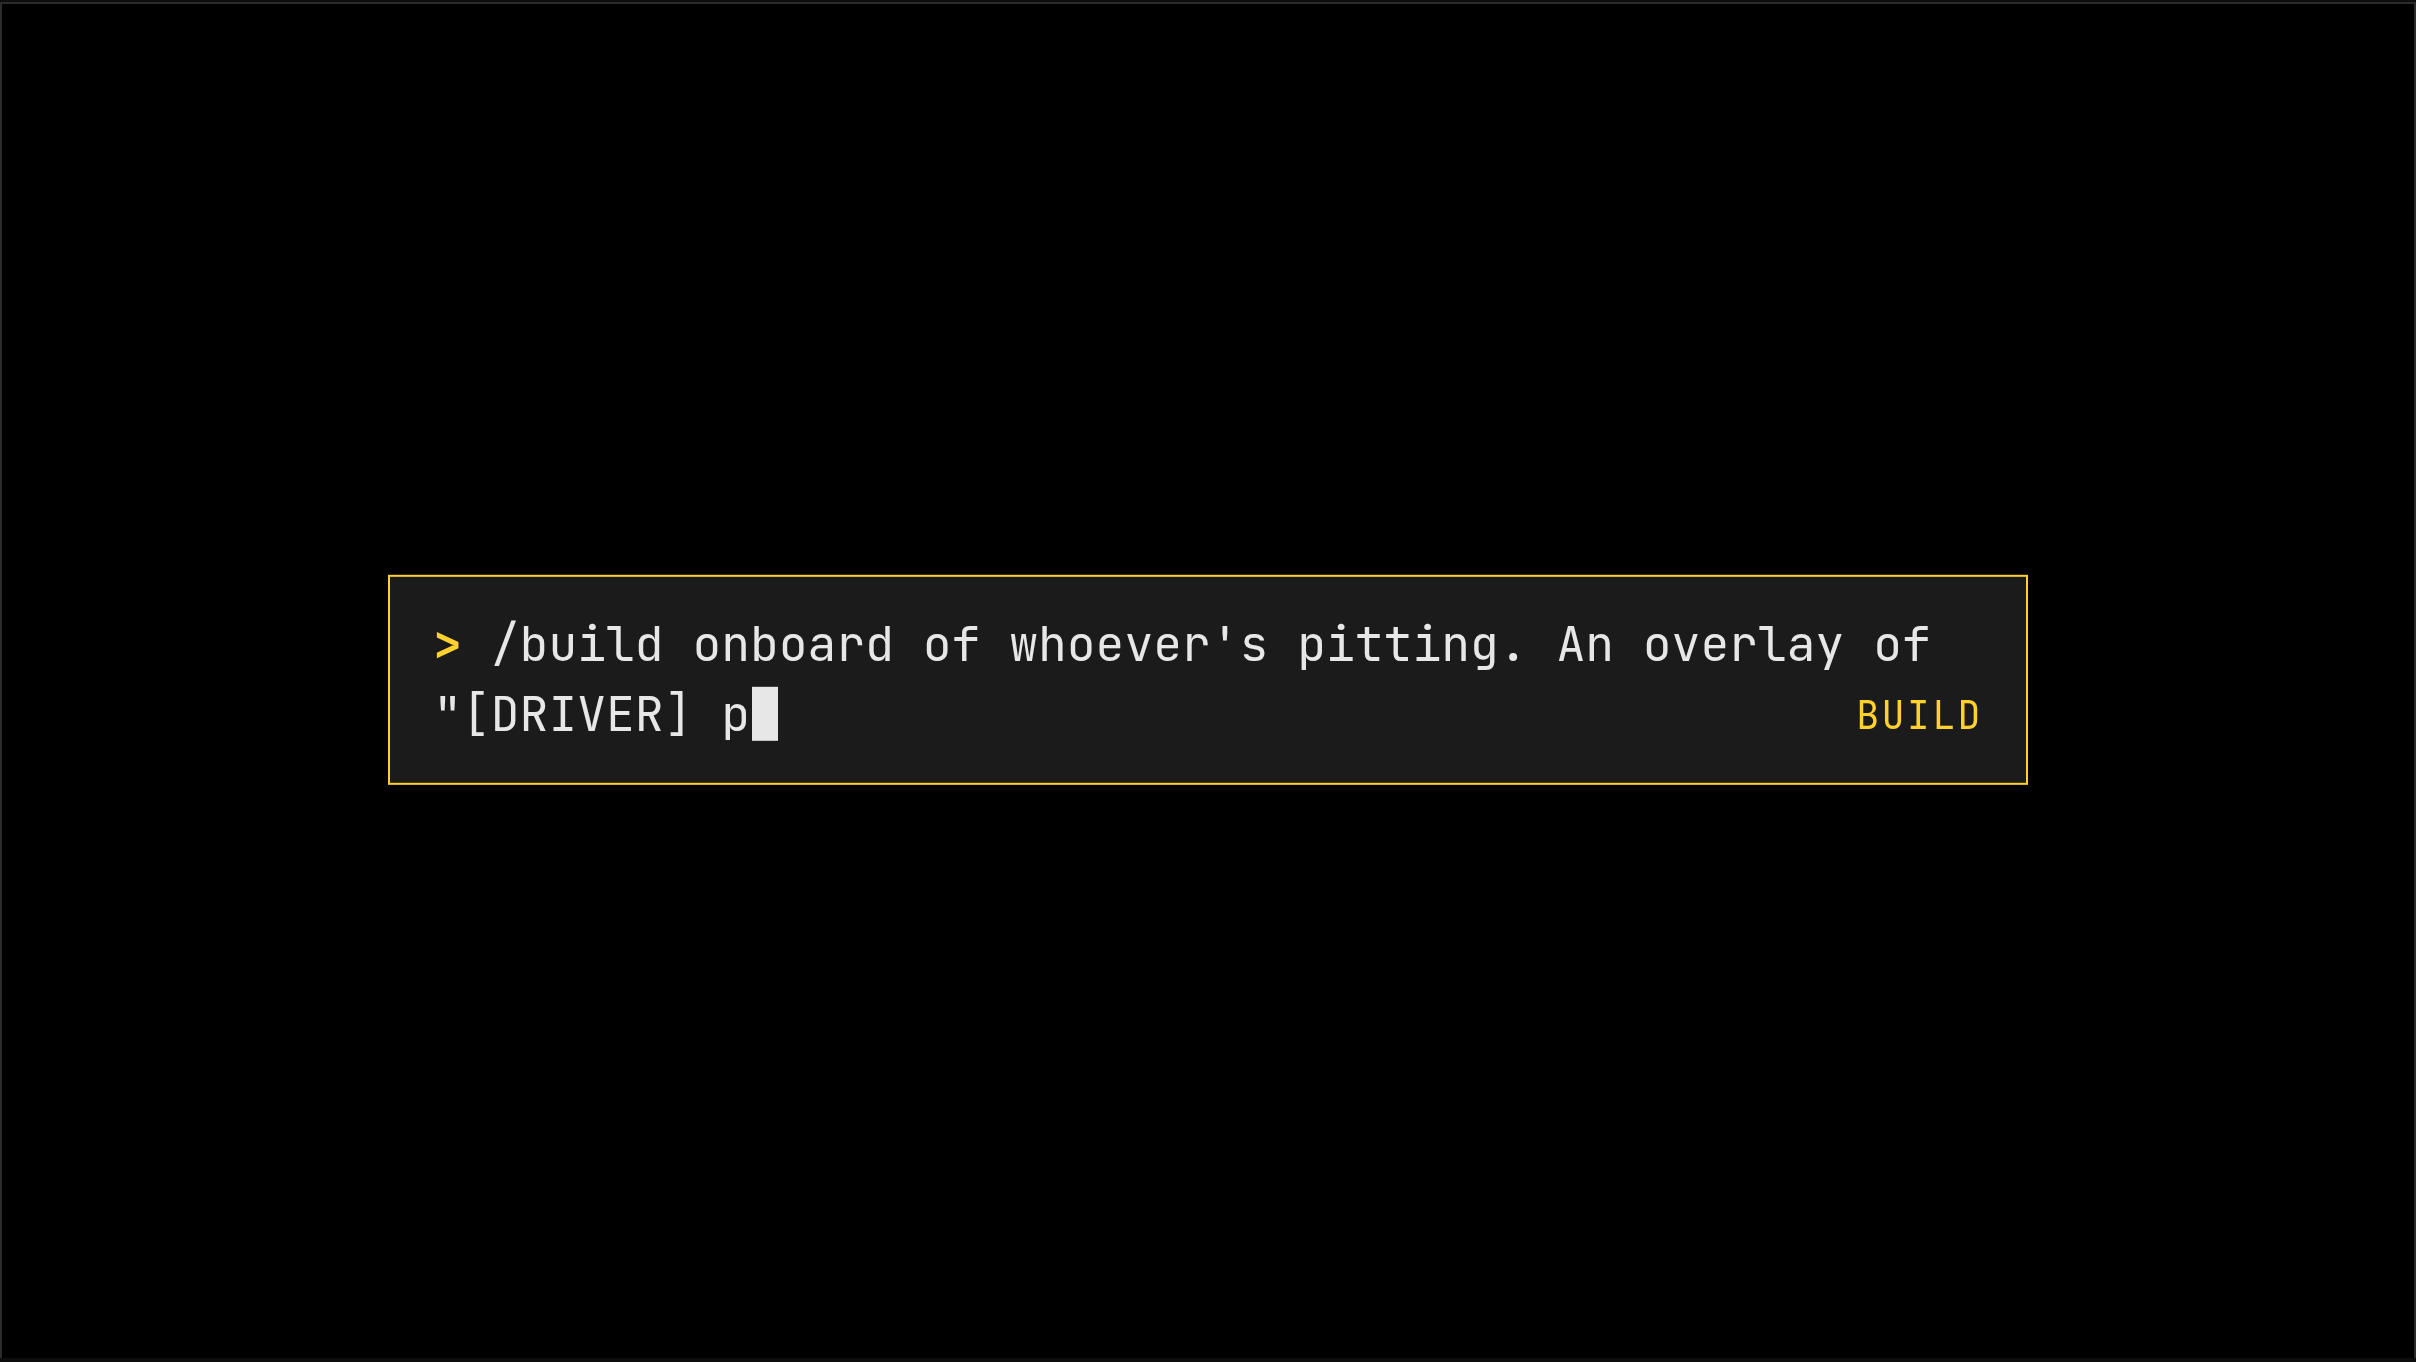 > /build onboard of whoever's pitting. An overlay of
"[DRIVER] p
BUILD